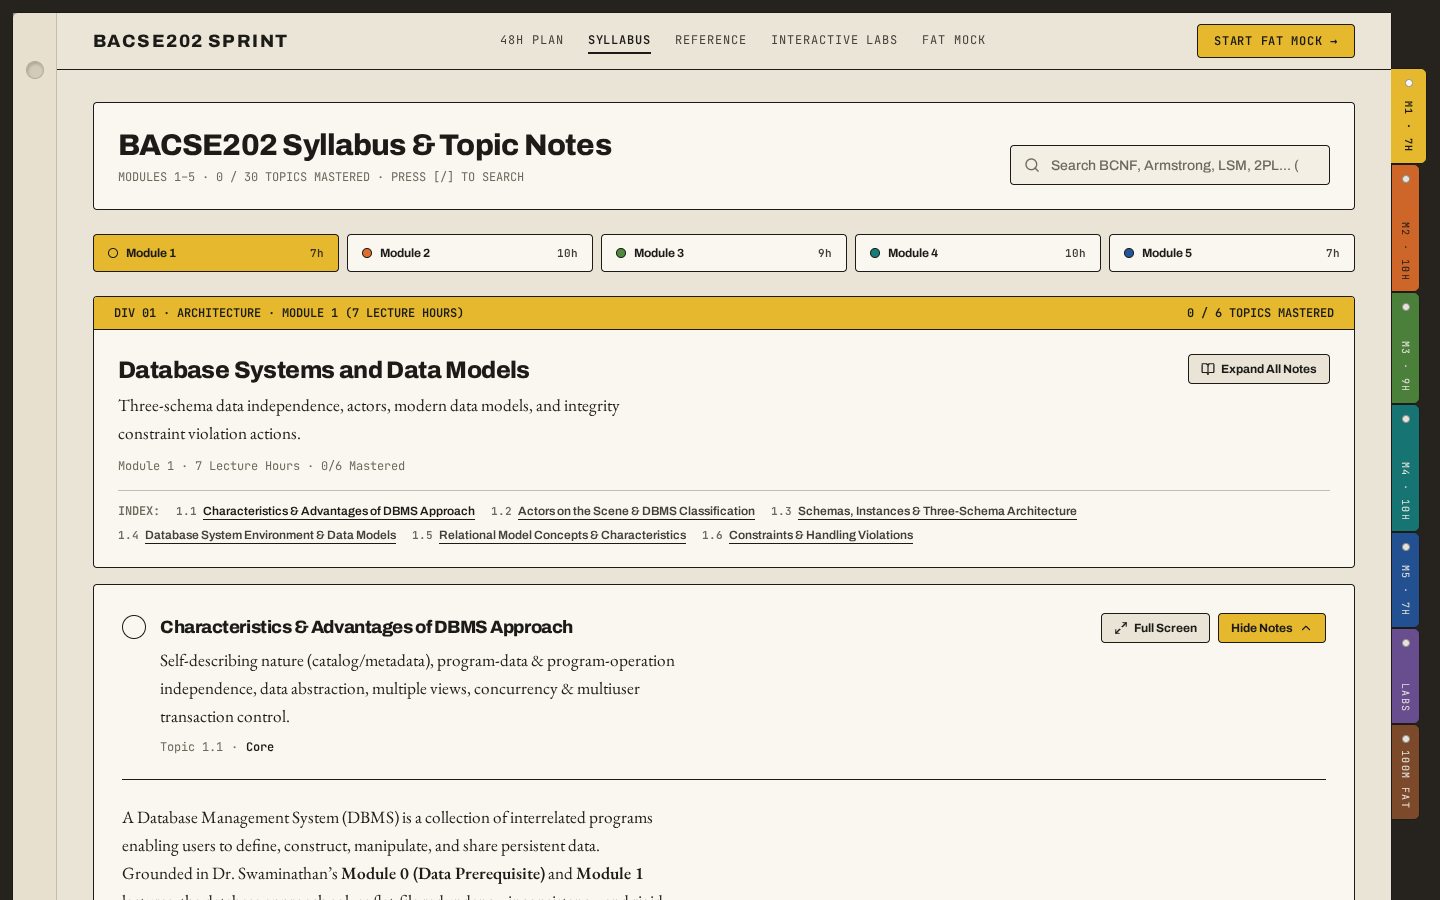 BACSE202 SPRINT
48H PLAN
SYLLABUS
REFERENCE
INTERACTIVE LABS
FAT MOCK
START FAT MOCK →
BACSE202 Syllabus & Topic Notes
MODULES 1–5 · 0 / 30 TOPICS MASTERED · PRESS [/] TO SEARCH
Search BCNF, Armstrong, LSM, 2PL... (
Module 1 7h
Module 2 10h
Module 3 9h
Module 4 10h
Module 5 7h
DIV 01 · ARCHITECTURE · MODULE 1 (7 LECTURE HOURS)
0 / 6 TOPICS MASTERED
Database Systems and Data Models
Expand All Notes
Three-schema data independence, actors, modern data models, and integrity
constraint violation actions.
Module 1 · 7 Lecture Hours · 0/6 Mastered
INDEX: 1.1 Characteristics & Advantages of DBMS Approach 1.2 Actors on the Scene & DBMS Classification 1.3 Schemas, Instances & Three-Schema Architecture
1.4 Database System Environment & Data Models 1.5 Relational Model Concepts & Characteristics 1.6 Constraints & Handling Violations
Characteristics & Advantages of DBMS Approach
Full Screen
Hide Notes
Self-describing nature (catalog/metadata), program-data & program-operation
independence, data abstraction, multiple views, concurrency & multiuser
transaction control.
Topic 1.1 · Core
A Database Management System (DBMS) is a collection of interrelated programs
enabling users to define, construct, manipulate, and share persistent data.
Grounded in Dr. Swaminathan's Module 0 (Data Prerequisite) and Module 1
M1 · 7H
M2 · 10H
M3 · 9H
M4 · 10H
M5 · 7H
LABS
100M FAT